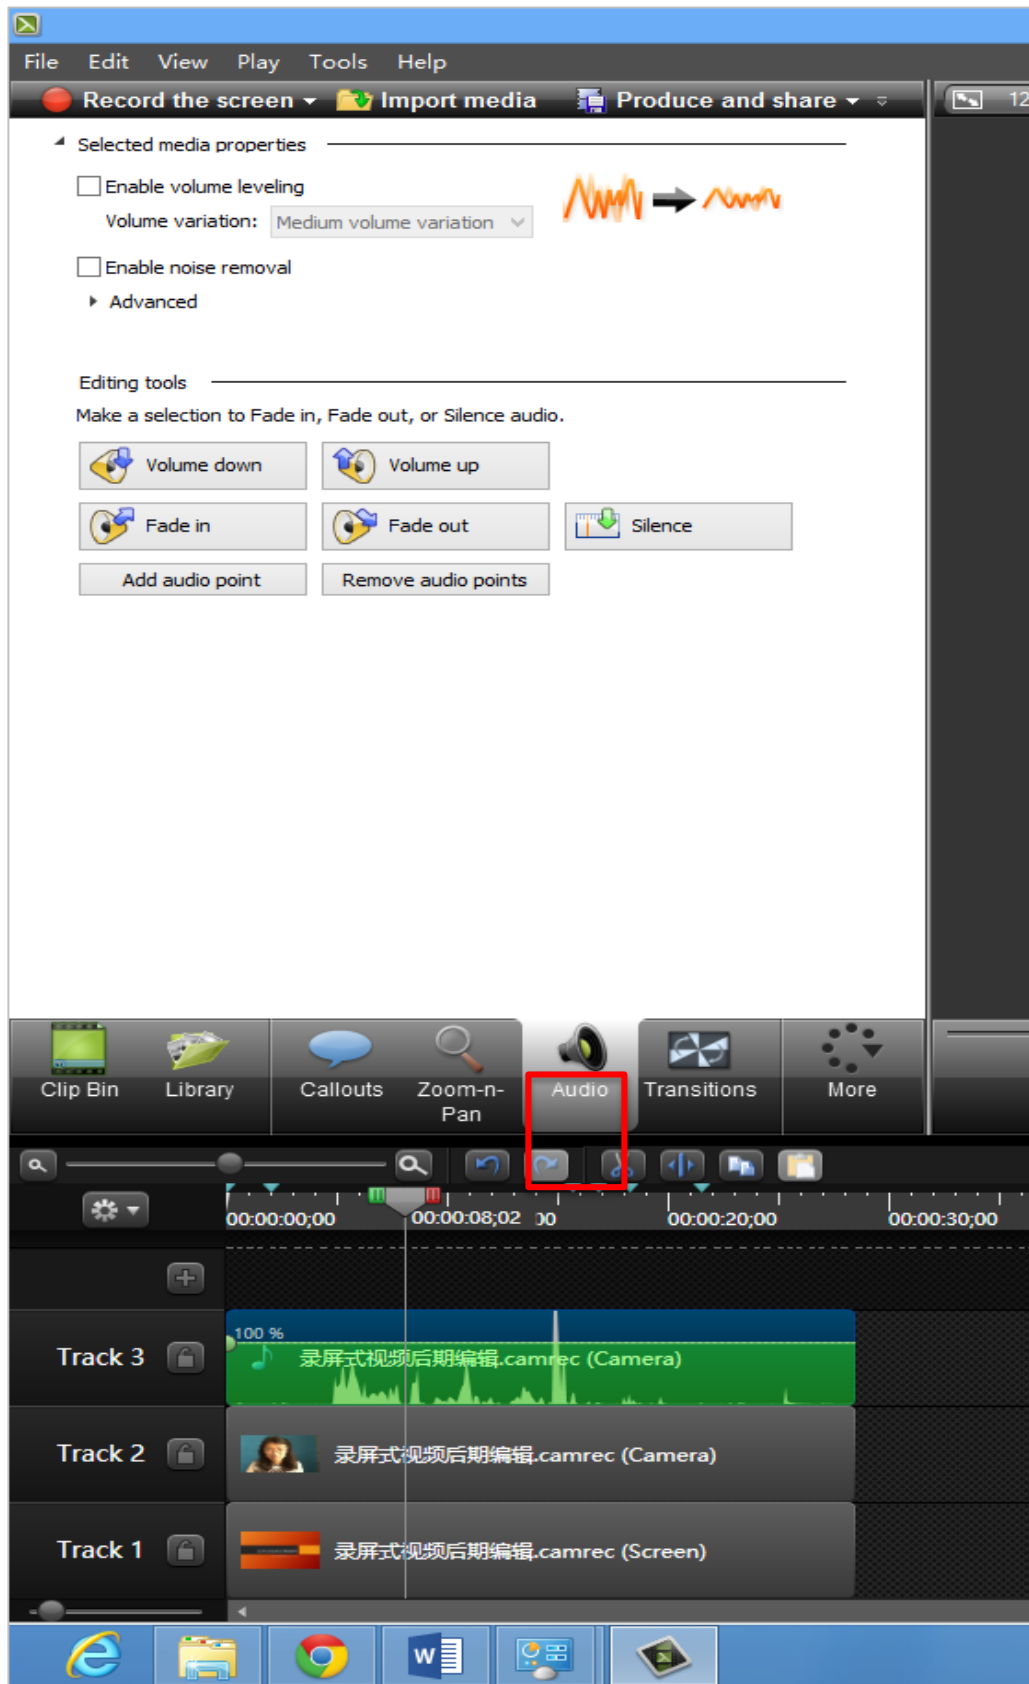 File Edit View Play Tools Help
Record the screen Import media Produce and share 12
Selected media properties
Enable volume leveling
Volume variation: Medium volume variation
Enable noise removal
Advanced
Editing tools
Make a selection to Fade in, Fade out, or Silence audio.
Volume down Volume up
Fade in Fade out Silence
Add audio point Remove audio points
Clip Bin Library Callouts Zoom-n-Pan Audio Transitions More
00:00:00;00 00:00:08;02 00 00:00:20;00 00:00:30;00
100 %
Track 3 录屏式视频后期编辑.camrec (Camera)
Track 2 录屏式视频后期编辑.camrec (Camera)
Track 1 录屏式视频后期编辑.camrec (Screen)